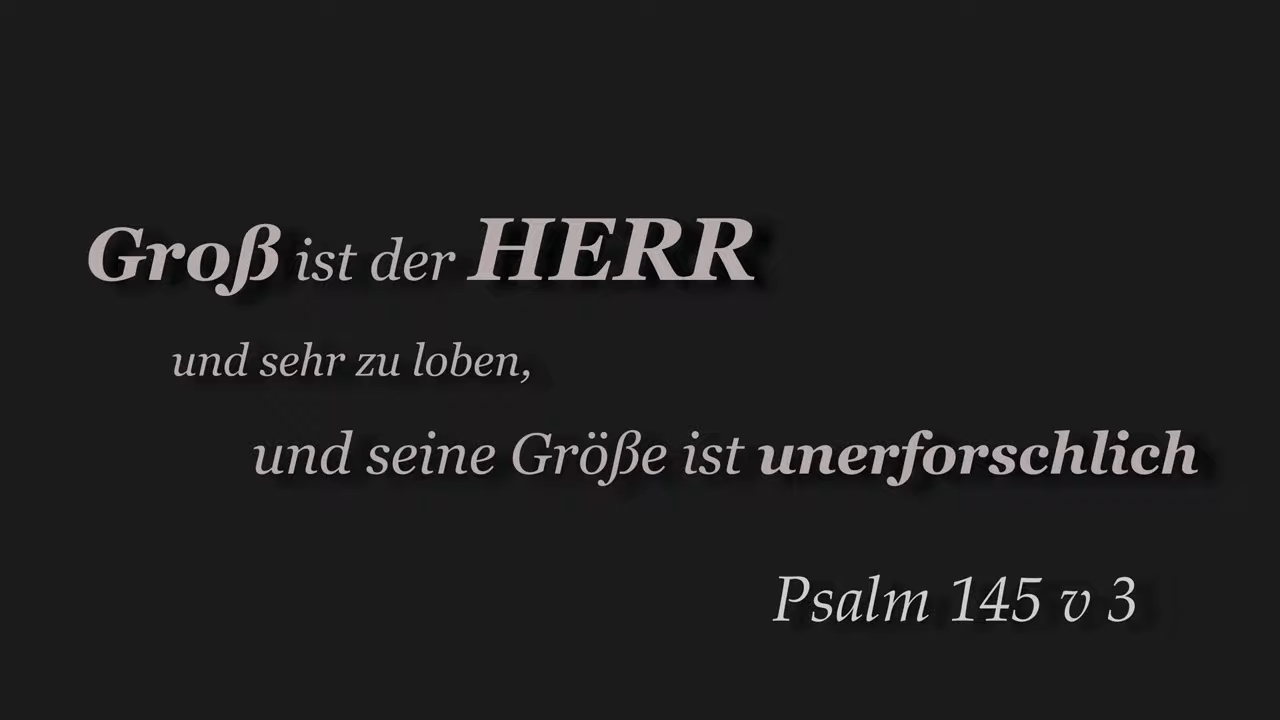 Groß ist der HERR
und sehr zu loben,
und seine Größe ist unerforschlich
Psalm 145 v 3